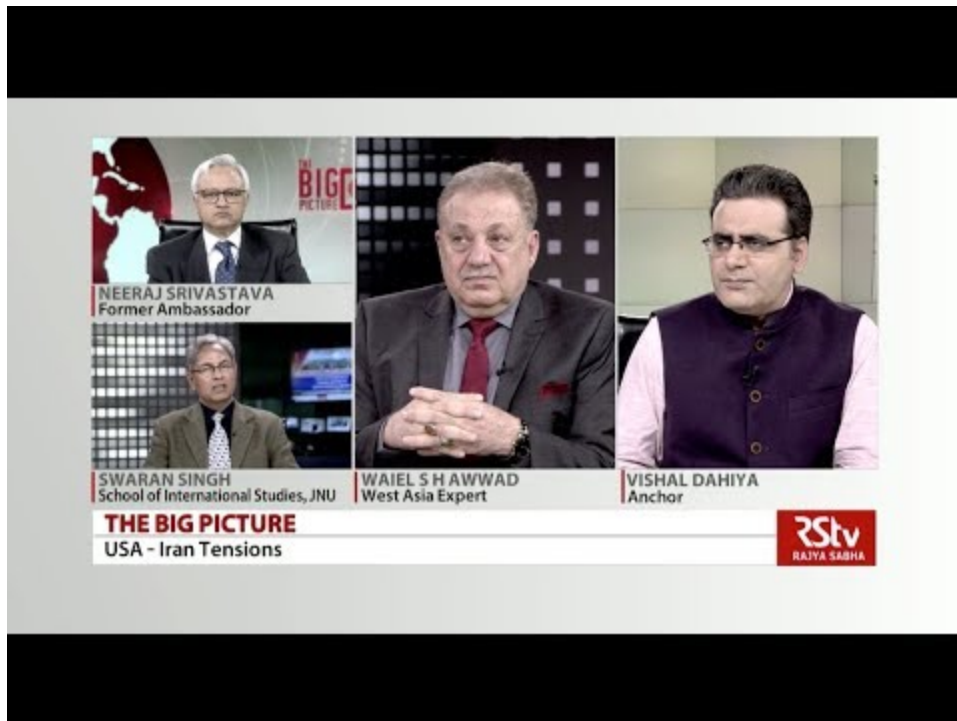 THE
BIG
PICTURE
NEERAJ SRIVASTAVA
Former Ambassador
SWARAN SINGH
School of International Studies, JNU
WAIEL S H AWWAD
West Asia Expert
VISHAL DAHIYA
Anchor
THE BIG PICTURE
USA - Iran Tensions
RStv
RAJYA SABHA